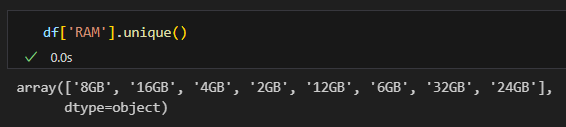 df['RAM'].unique()
0.0s
array(['8GB', '16GB', '4GB', '2GB', '12GB', '6GB', '32GB', '24GB'],
dtype=object)